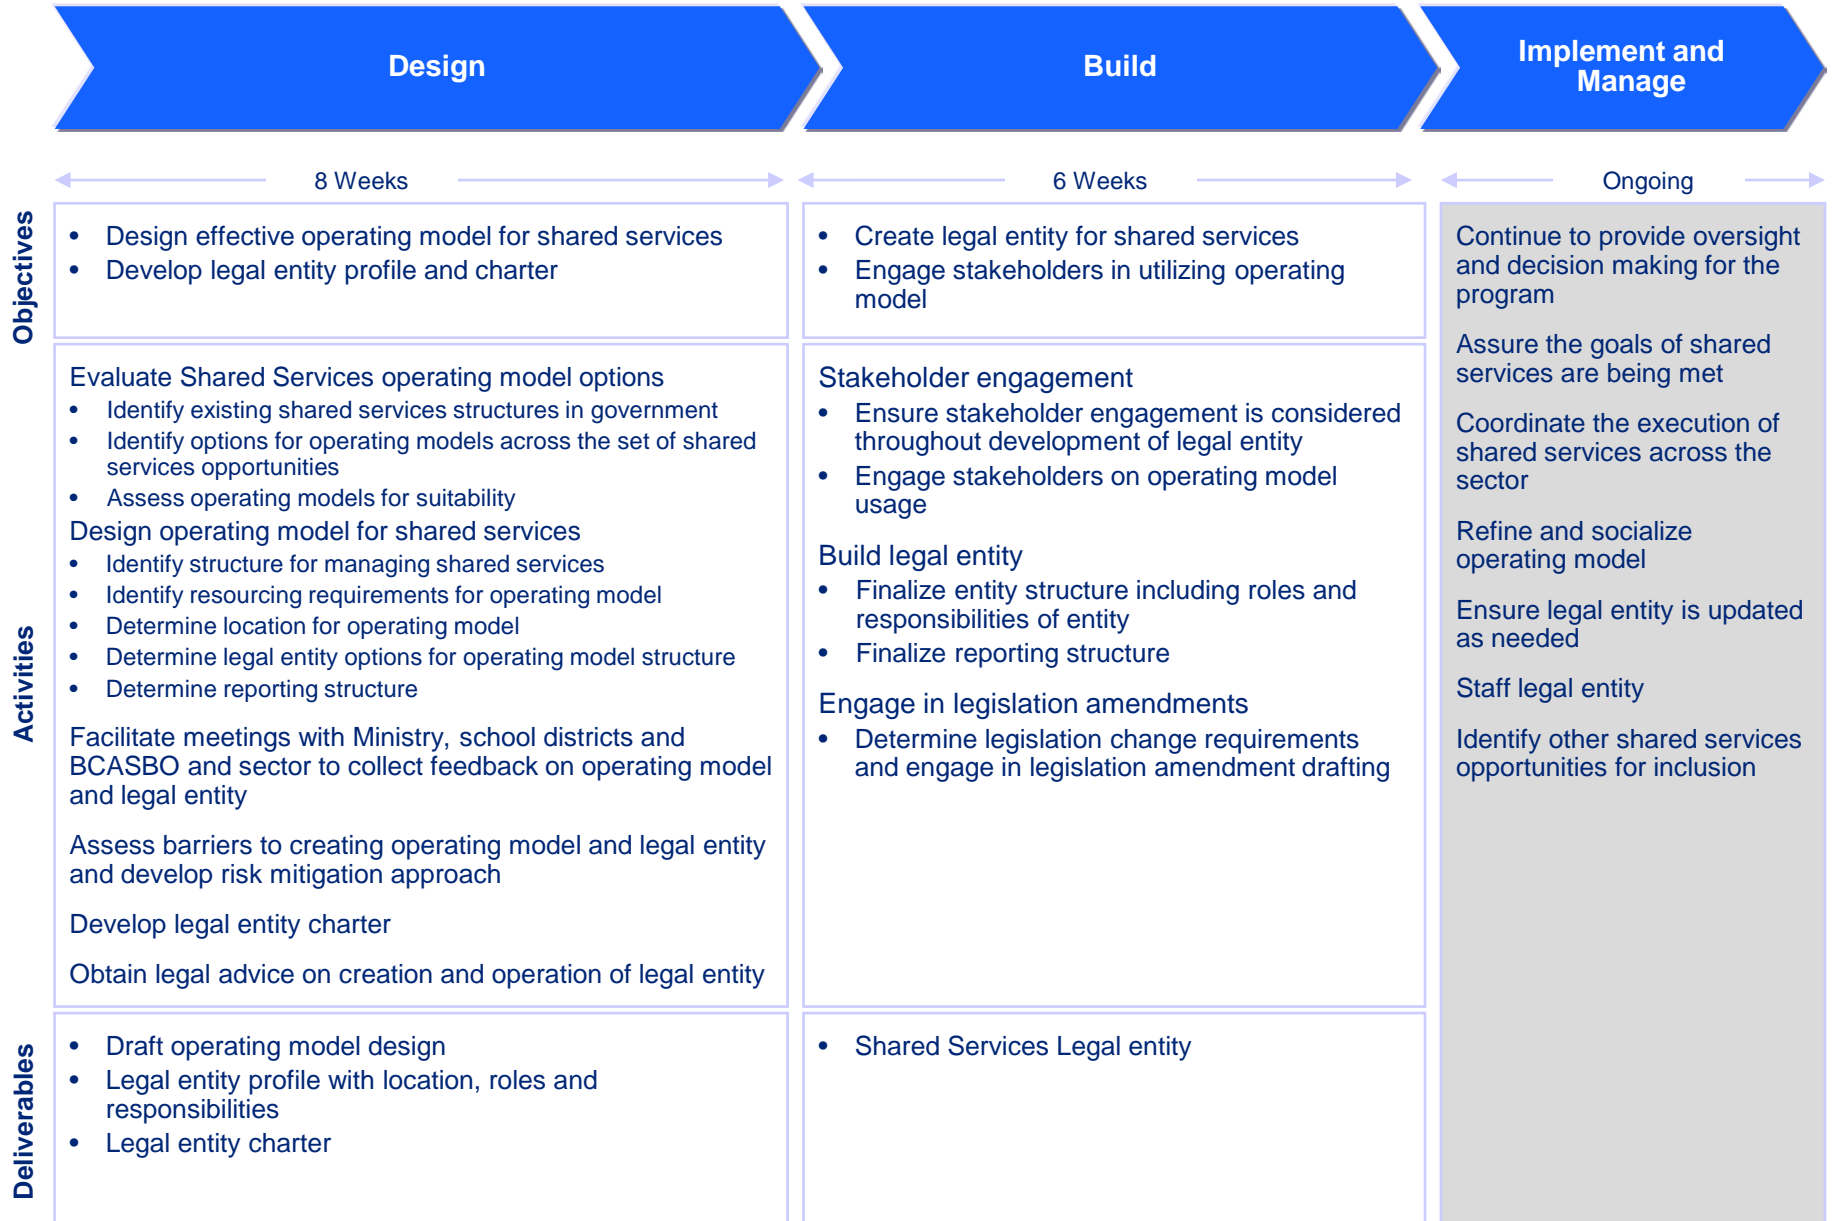 Design
Build
Implement and
Manage
8 Weeks
6 Weeks
Ongoing
Objectives
• Design effective operating model for shared services
• Develop legal entity profile and charter
• Create legal entity for shared services
• Engage stakeholders in utilizing operating
model
Activities
Evaluate Shared Services operating model options
• Identify existing shared services structures in government
• Identify options for operating models across the set of shared
services opportunities
• Assess operating models for suitability
Design operating model for shared services
• Identify structure for managing shared services
• Identify resourcing requirements for operating model
• Determine location for operating model
• Determine legal entity options for operating model structure
• Determine reporting structure
Facilitate meetings with Ministry, school districts and
BCASBO and sector to collect feedback on operating model
and legal entity
Assess barriers to creating operating model and legal entity
and develop risk mitigation approach
Develop legal entity charter
Obtain legal advice on creation and operation of legal entity
Stakeholder engagement
• Ensure stakeholder engagement is considered
throughout development of legal entity
• Engage stakeholders on operating model
usage
Build legal entity
• Finalize entity structure including roles and
responsibilities of entity
• Finalize reporting structure
Engage in legislation amendments
• Determine legislation change requirements
and engage in legislation amendment drafting
Deliverables
• Draft operating model design
• Legal entity profile with location, roles and
responsibilities
• Legal entity charter
• Shared Services Legal entity
Continue to provide oversight
and decision making for the
program
Assure the goals of shared
services are being met
Coordinate the execution of
shared services across the
sector
Refine and socialize
operating model
Ensure legal entity is updated
as needed
Staff legal entity
Identify other shared services
opportunities for inclusion